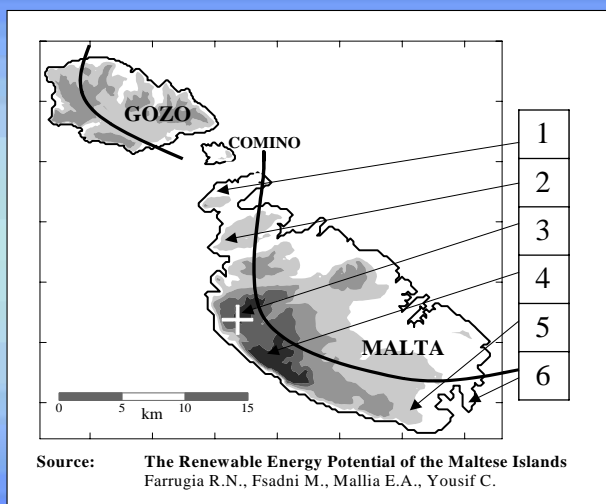 GOZO
COMINO
1
2
3
4
5
6
MALTA
0 5 10 15
km
Source: The Renewable Energy Potential of the Maltese Islands
Farrugia R.N., Fsadni M., Mallia E.A., Yousif C.